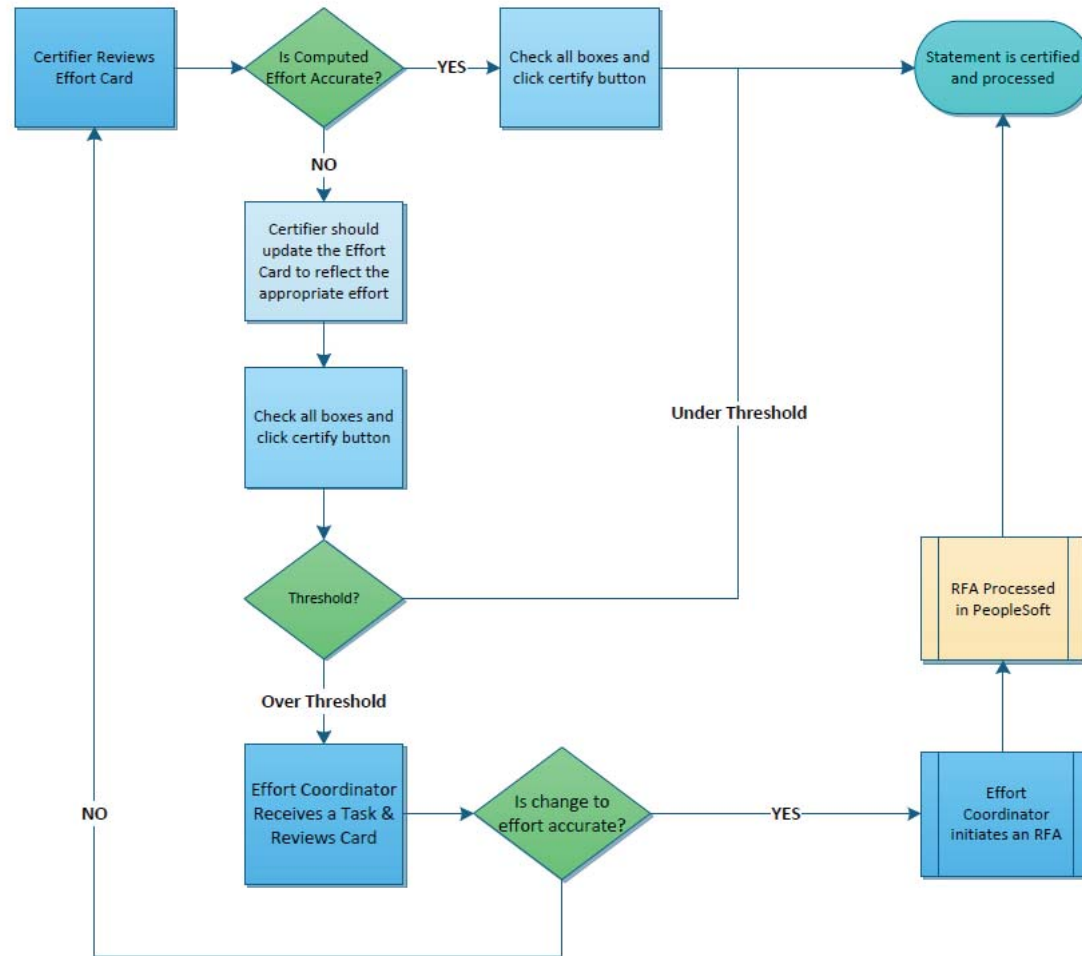 Certifier Reviews
Effort Card
Is Computed
Effort Accurate?
YES
Check all boxes and
click certify button
Statement is certified
and processed
NO
Certifier should
update the Effort
Card to reflect the
appropriate effort
Check all boxes and
click certify button
Under Threshold
Threshold?
RFA Processed
in PeopleSoft
Over Threshold
Effort Coordinator
Receives a Task &
Reviews Card
Is change to
effort accurate?
YES
Effort
Coordinator
initiates an RFA
NO